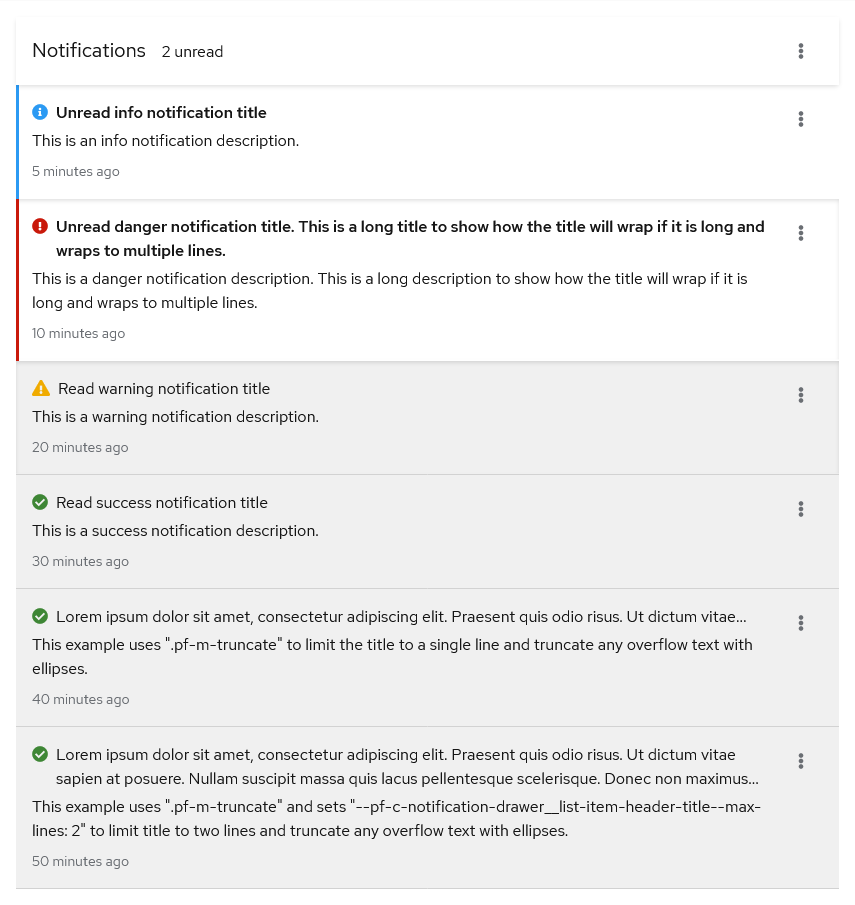 Notifications 2 unread
Unread info notification title
This is an info notification description.
5 minutes ago
Unread danger notification title. This is a long title to show how the title will wrap if it is long and
wraps to multiple lines.
This is a danger notification description. This is a long description to show how the title will wrap if it is
long and wraps to multiple lines.
10 minutes ago
Read warning notification title
This is a warning notification description.
20 minutes ago
Read success notification title
This is a success notification description.
30 minutes ago
Lorem ipsum dolor sit amet, consectetur adipiscing elit. Praesent quis odio risus. Ut dictum vitae...
This example uses ".pf-m-truncate" to limit the title to a single line and truncate any overflow text with
ellipses.
40 minutes ago
Lorem ipsum dolor sit amet, consectetur adipiscing elit. Praesent quis odio risus. Ut dictum vitae
sapien at posuere. Nullam suscipit massa quis lacus pellentesque scelerisque. Donec non maximus...
This example uses ".pf-m-truncate" and sets "--pf-c-notification-drawer__list-item-header-title--max-
lines: 2" to limit title to two lines and truncate any overflow text with ellipses.
50 minutes ago